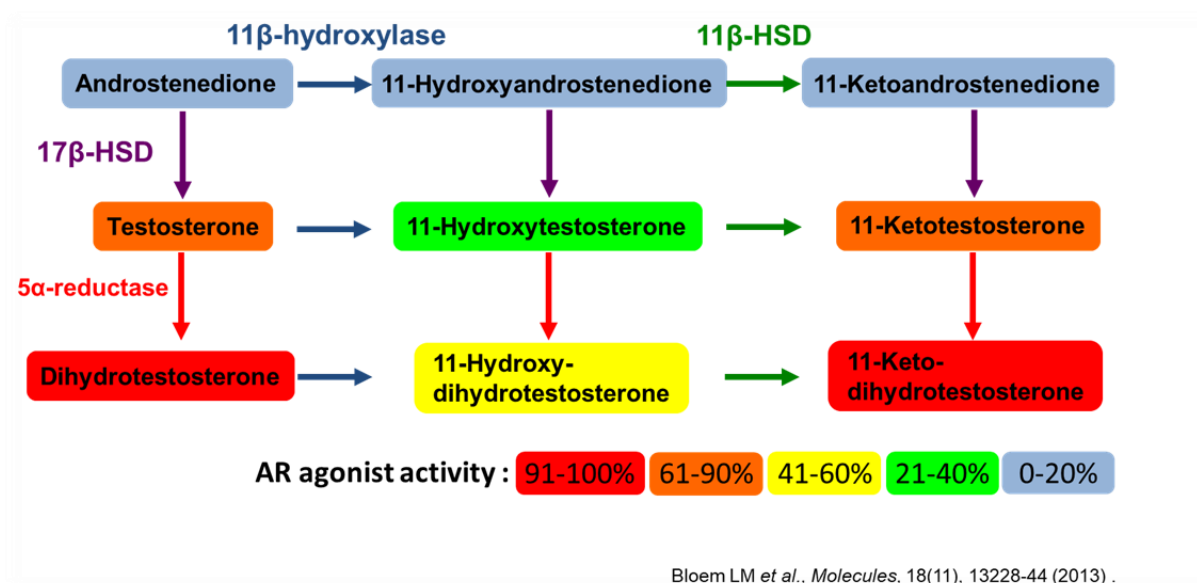 11β-hydroxylase
11β-HSD
Androstenedione
11-Hydroxyandrostenedione
11-Ketoandrostenedione
17β-HSD
Testosterone
11-Hydroxytestosterone
11-Ketotestosterone
5α-reductase
Dihydrotestosterone
11-Hydroxy-
dihydrotestosterone
11-Keto-
dihydrotestosterone
AR agonist activity : 91-100% 61-90% 41-60% 21-40% 0-20%
Bloem LM et al., Molecules, 18(11), 13228-44 (2013) .